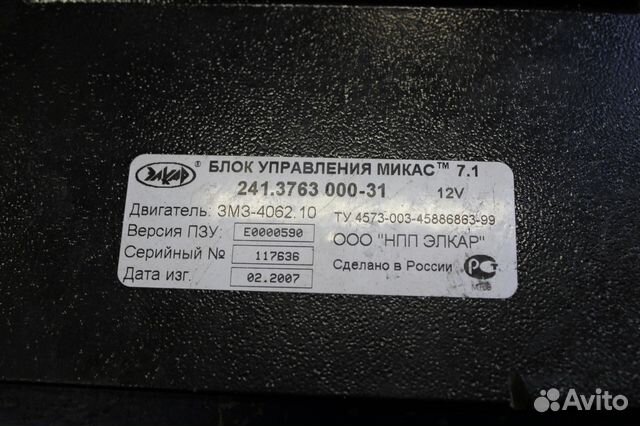 ЭЛКАР ® БЛОК УПРАВЛЕНИЯ МИКАС™ 7.1
241.3763 000-31 12V
Двигатель: ЗМЗ-4062.10 ТУ 4573-003-45886863-99
Версия ПЗУ: E0000590 ООО "НПП ЭЛКАР"
Серийный № 117636 Сделано в России РСТ
Дата изг. 02.2007
Avito